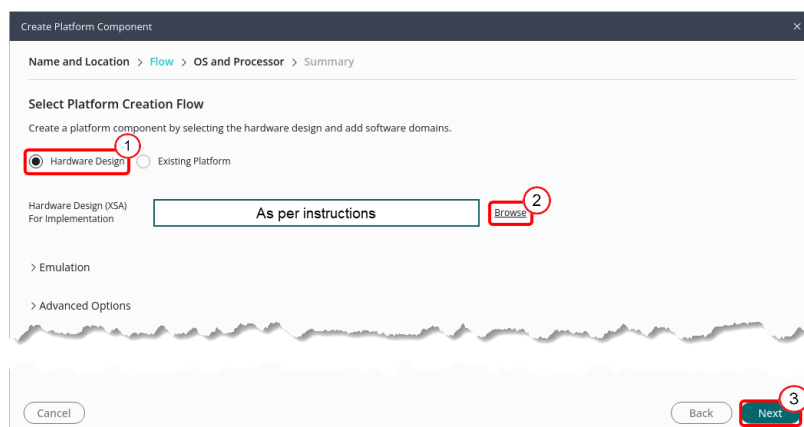 Create Platform Component ×
Name and Location > Flow > OS and Processor > Summary
Select Platform Creation Flow
Create a platform component by selecting the hardware design and add software domains.
1
Hardware Design Existing Platform
2
Hardware Design (XSA)
For Implementation
As per instructions
Browse
> Emulation
> Advanced Options
3
Cancel Back Next